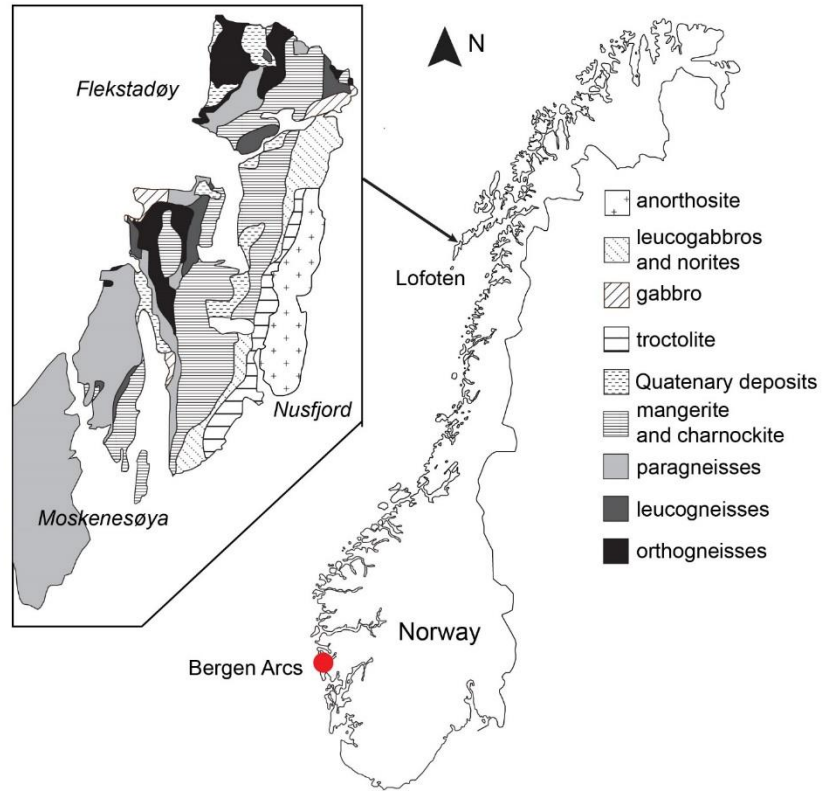 Flekstadøy
N
anorthosite
leucogabbros
and norites
gabbro
Lofoten
troctolite
Quatenary deposits
Nusfjord
mangerite
and charnockite
paragneisses
Moskenesøya
leucogneisses
orthogneisses
Norway
Bergen Arcs